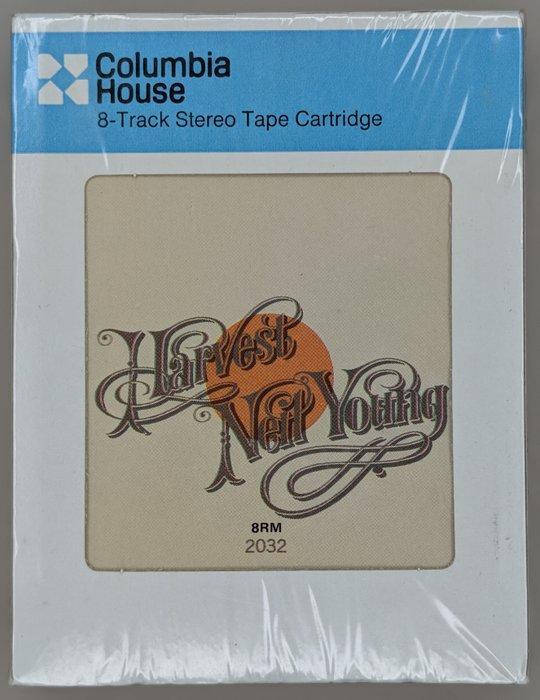 Columbia
House
8-Track Stereo Tape Cartridge
Harvest
Neil Young
8RM
2032